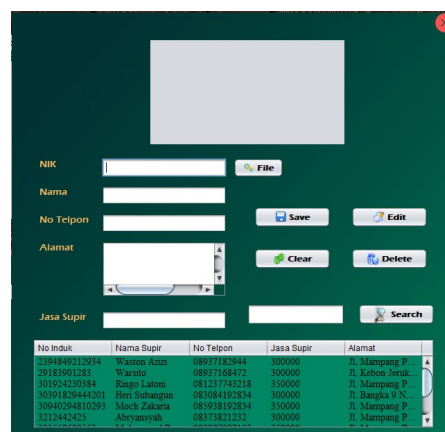 NIK
File
Nama
No Telpon
Save
Edit
Alamat
Clear
Delete
Jasa Supir
Search
No Induk Nama Supir No Telpon Jasa Supir Alamat
2394849212934 Waston Azizi 08937182944 300000 Jl. Mampang P...
29183901283 Warsito 08937168472 300000 Jl. Kebon Jeruk...
301924230384 Ringo Latoni 081237743218 350000 Jl. Mampang P...
30391829444201 Heri Subangun 083084192834 300000 Jl. Bangka 9 N...
30940294810293 Moch Zakaria 085938192834 350000 Jl. Mampang P...
3212442425 Abryansyah 08373821232 300000 Jl. Mampang P...